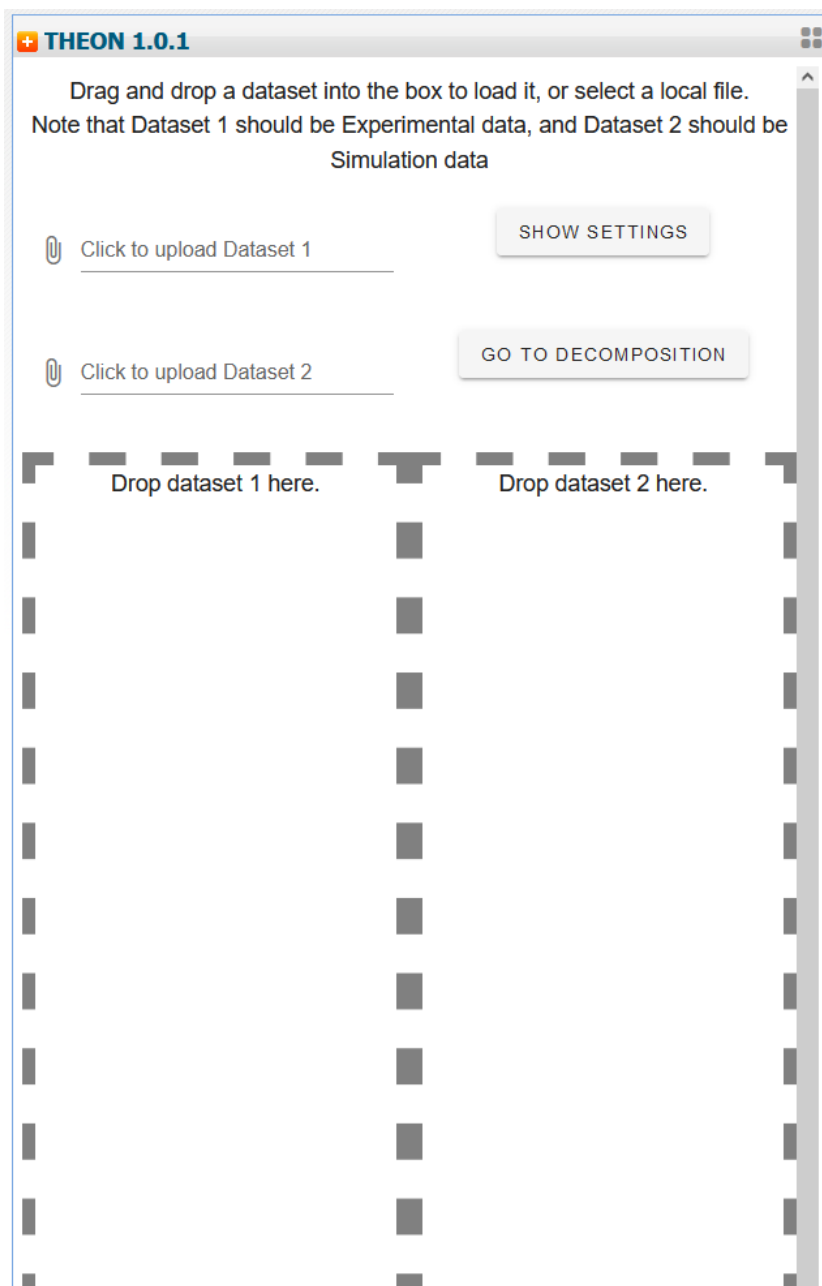 THEON 1.0.1
Drag and drop a dataset into the box to load it, or select a local file.
Note that Dataset 1 should be Experimental data, and Dataset 2 should be
Simulation data
Click to upload Dataset 1
SHOW SETTINGS
Click to upload Dataset 2
GO TO DECOMPOSITION
Drop dataset 1 here.
Drop dataset 2 here.